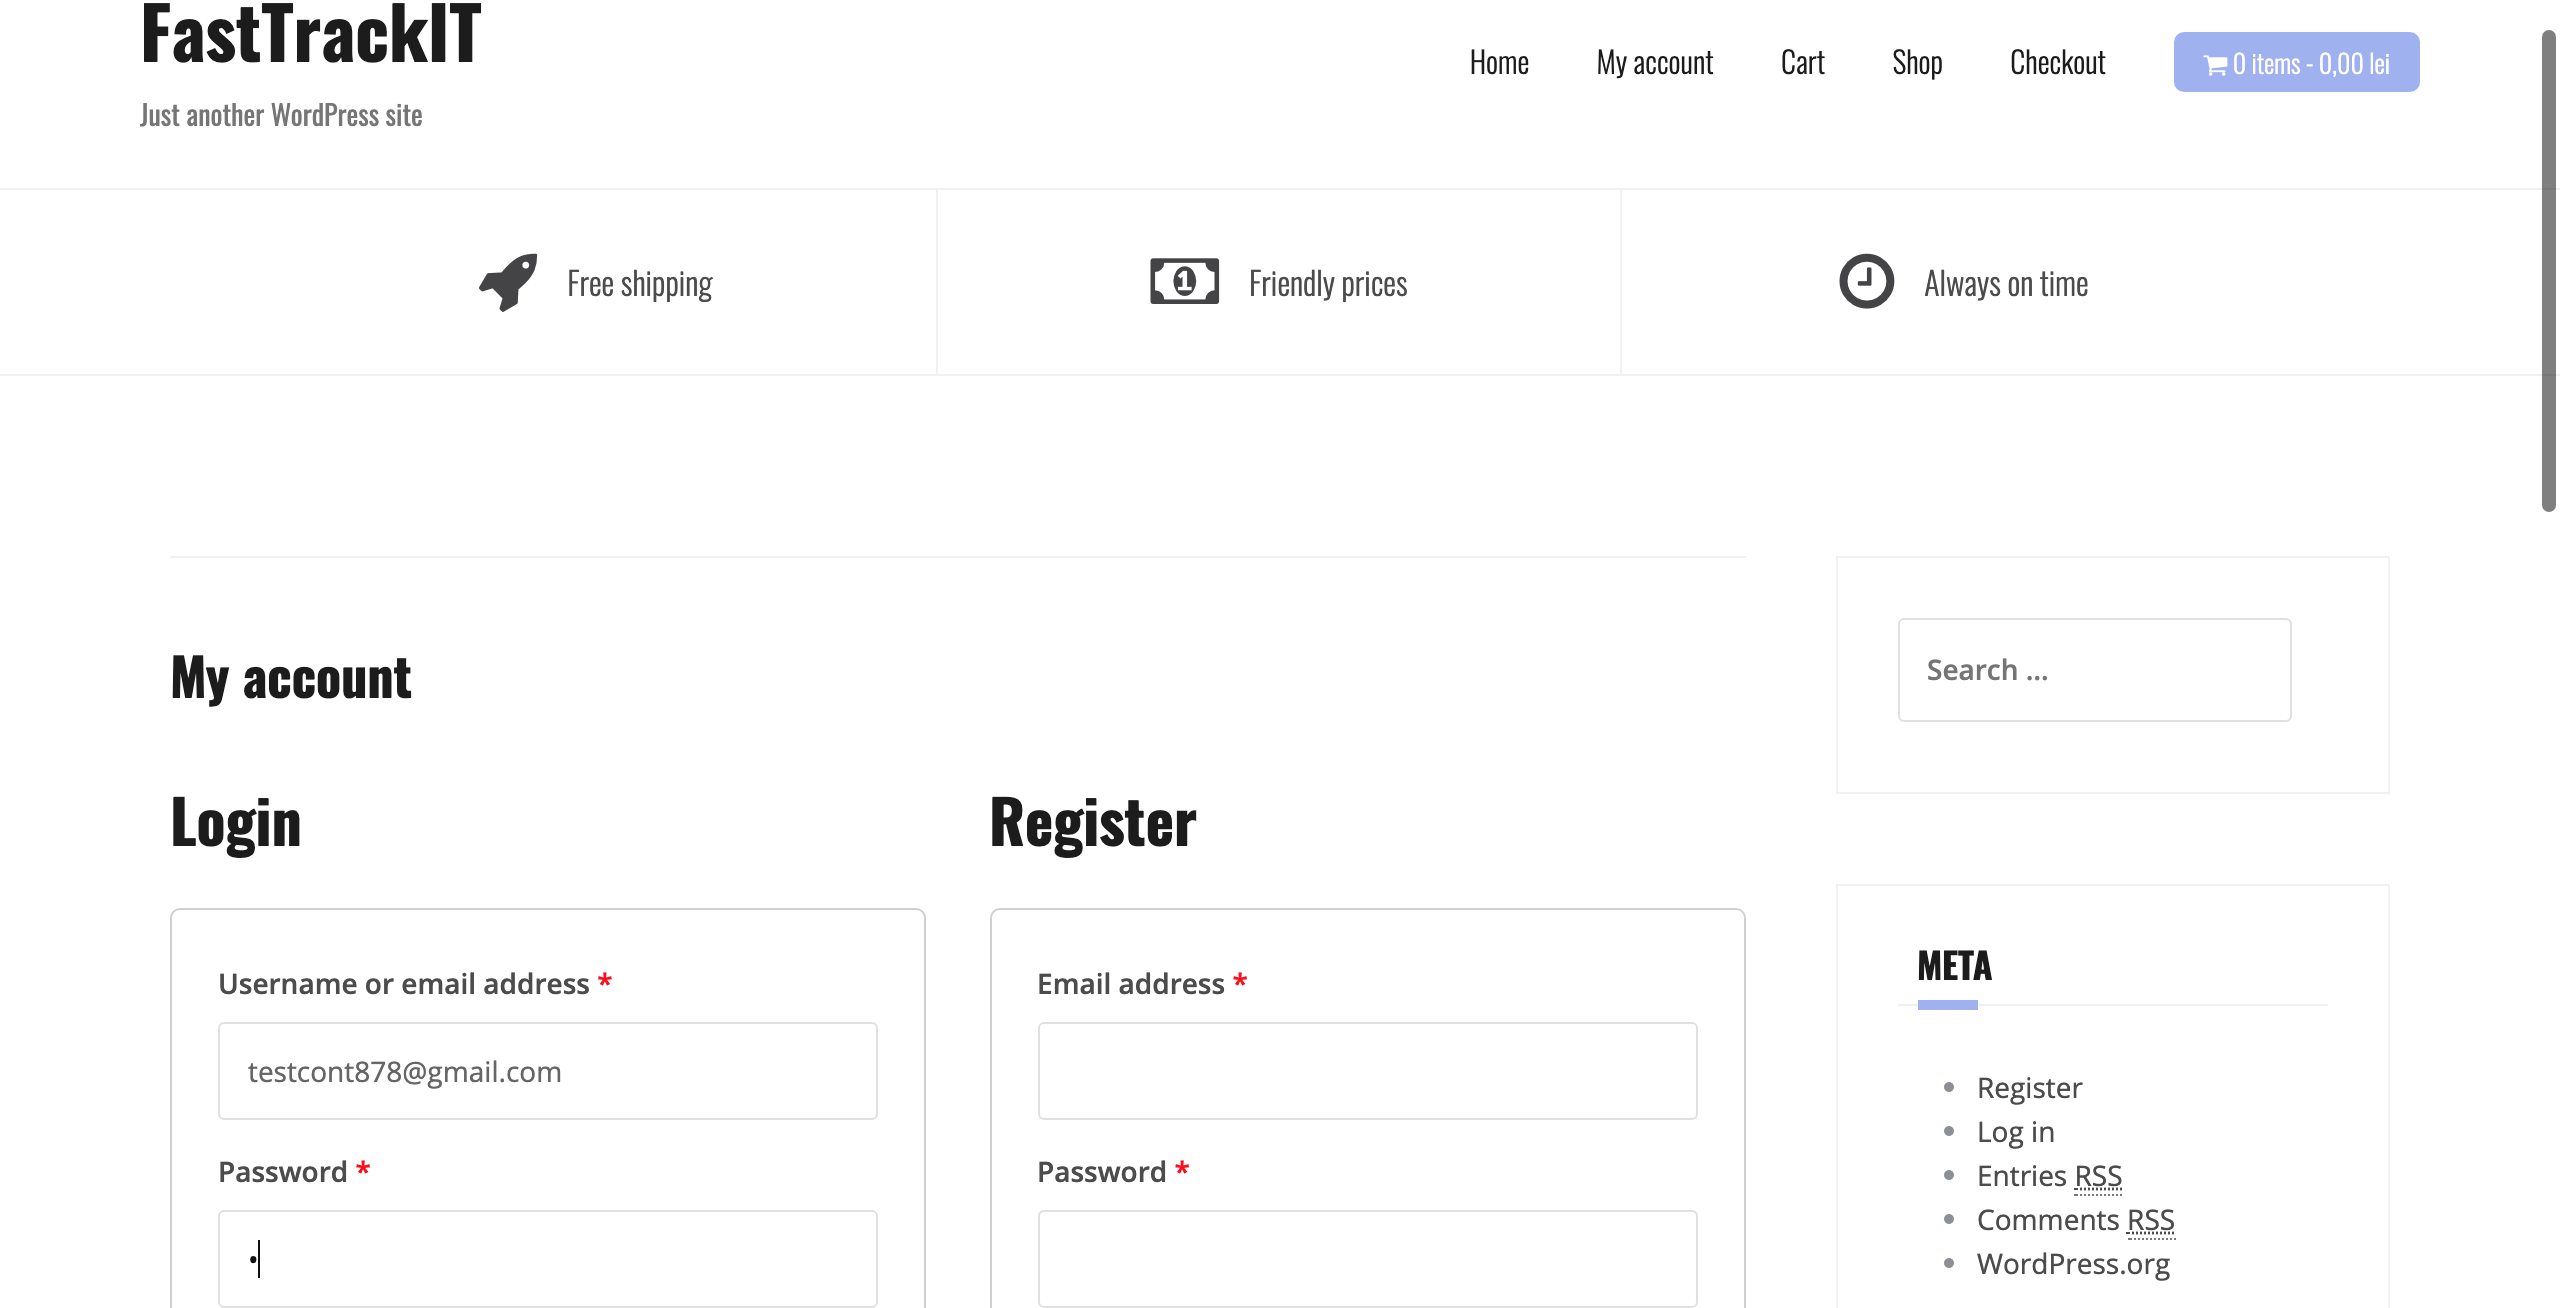 FastTrackIT
Just another WordPress site
Home
My account
Cart
Shop
Checkout
0 items - 0,00 lei
Free shipping
Friendly prices
Always on time
My account
Login
Username or email address *
testcont878@gmail.com
Password *
Register
Email address *
Password *
Search ...
META
Register
Log in
Entries RSS
Comments RSS
WordPress.org